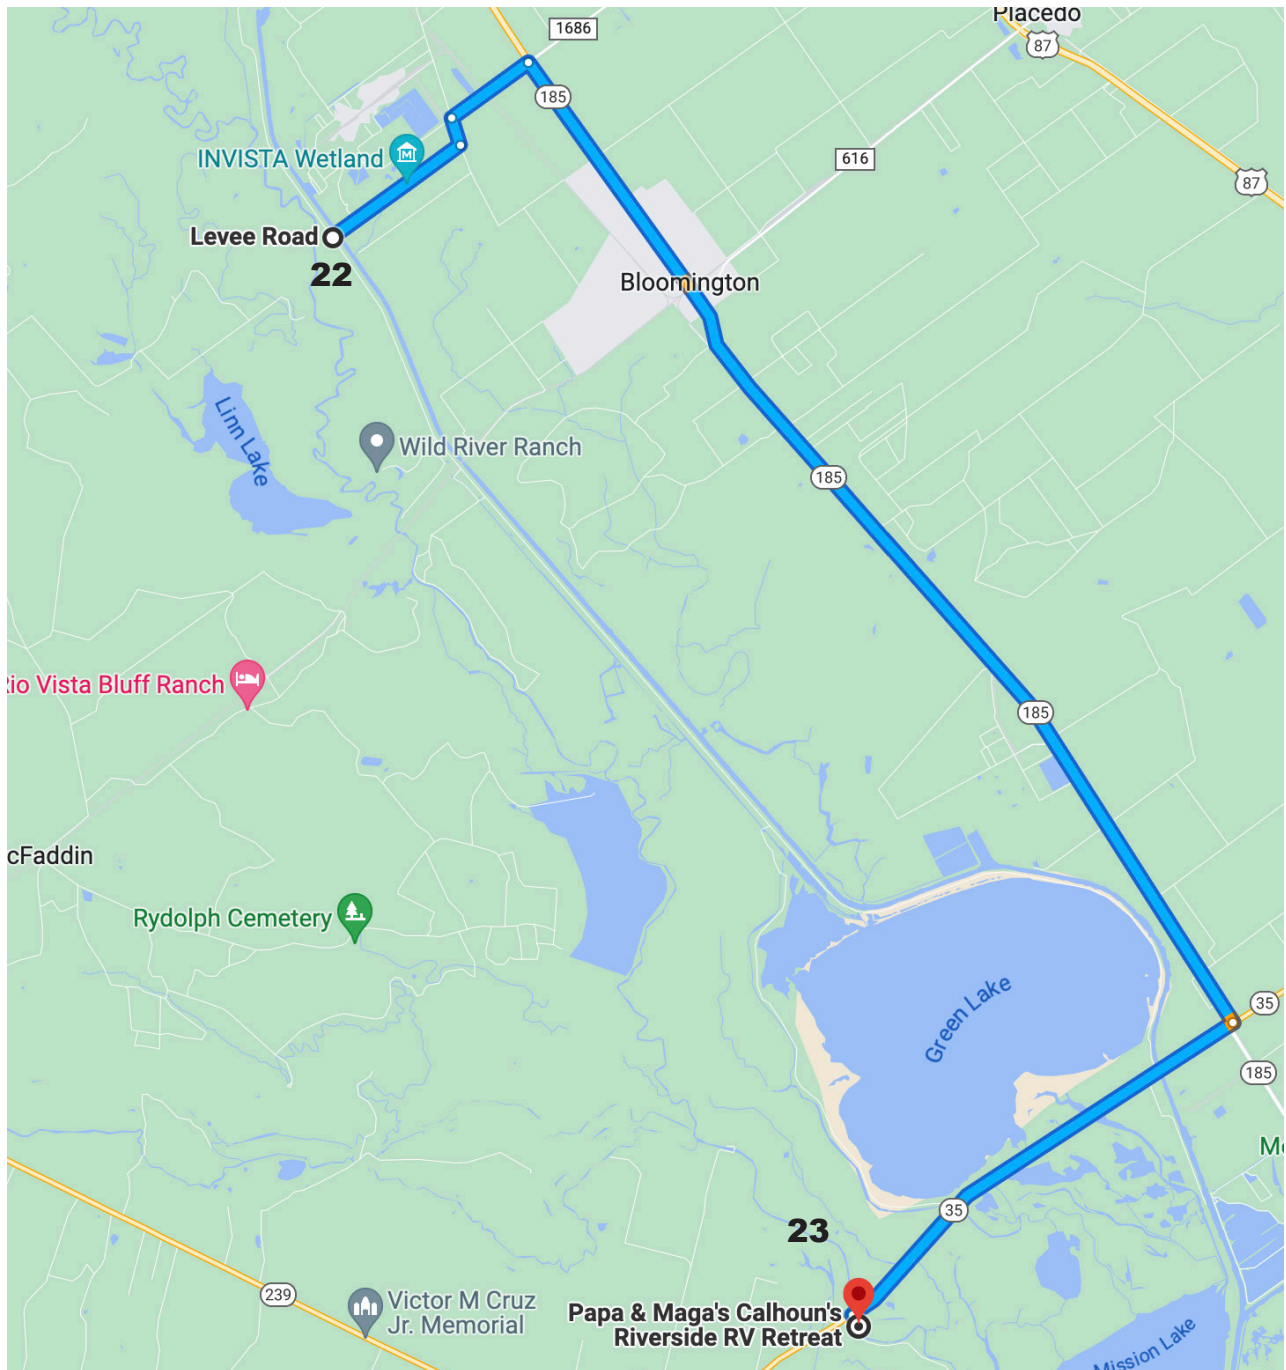 Placedo
1686
87
185
INVISTA Wetland
616
87
Levee Road
22
Bloomington
Linn Lake
Wild River Ranch
185
Rio Vista Bluff Ranch
185
cFaddin
Rydolph Cemetery
Green Lake
35
185
35
23
239
Victor M Cruz
Jr. Memorial
Papa & Maga's Calhoun's
Riverside RV Retreat
Mission Lake